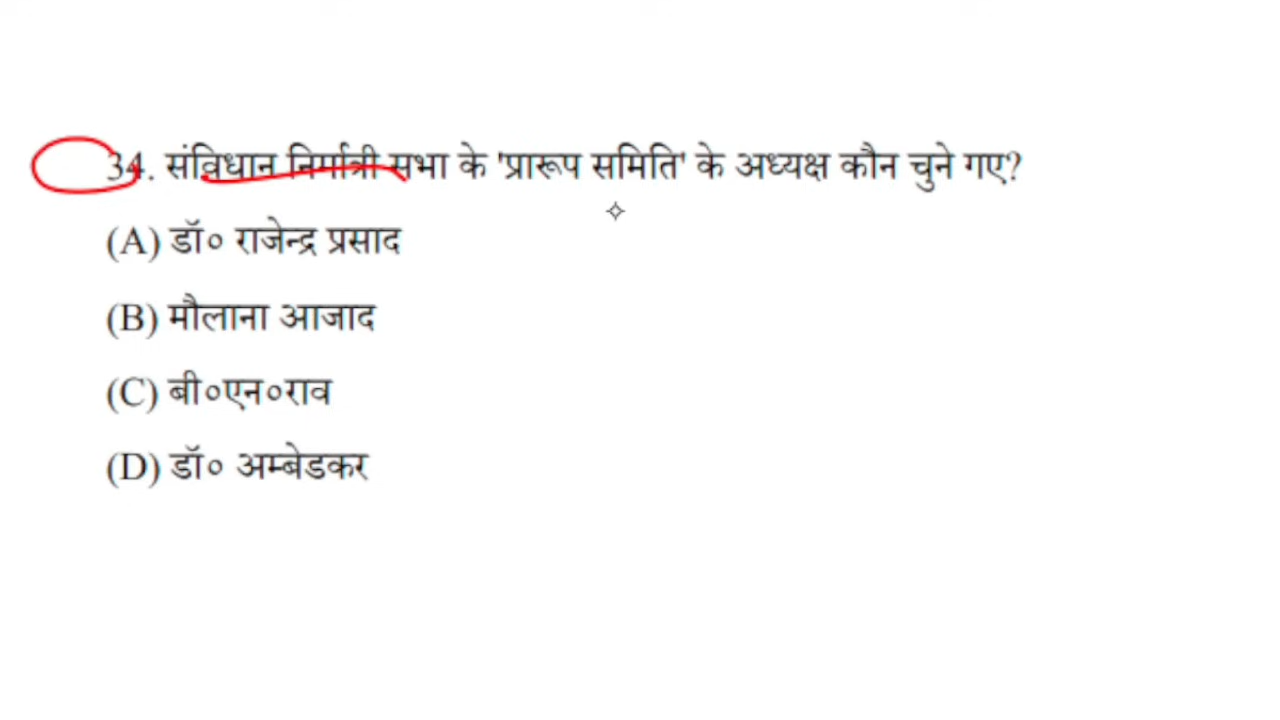 34. संविधान निर्मात्री सभा के 'प्रारूप समिति' के अध्यक्ष कौन चुने गए?
(A) डॉ० राजेन्द्र प्रसाद
(B) मौलाना आजाद
(C) बी०एन०राव
(D) डॉ० अम्बेडकर